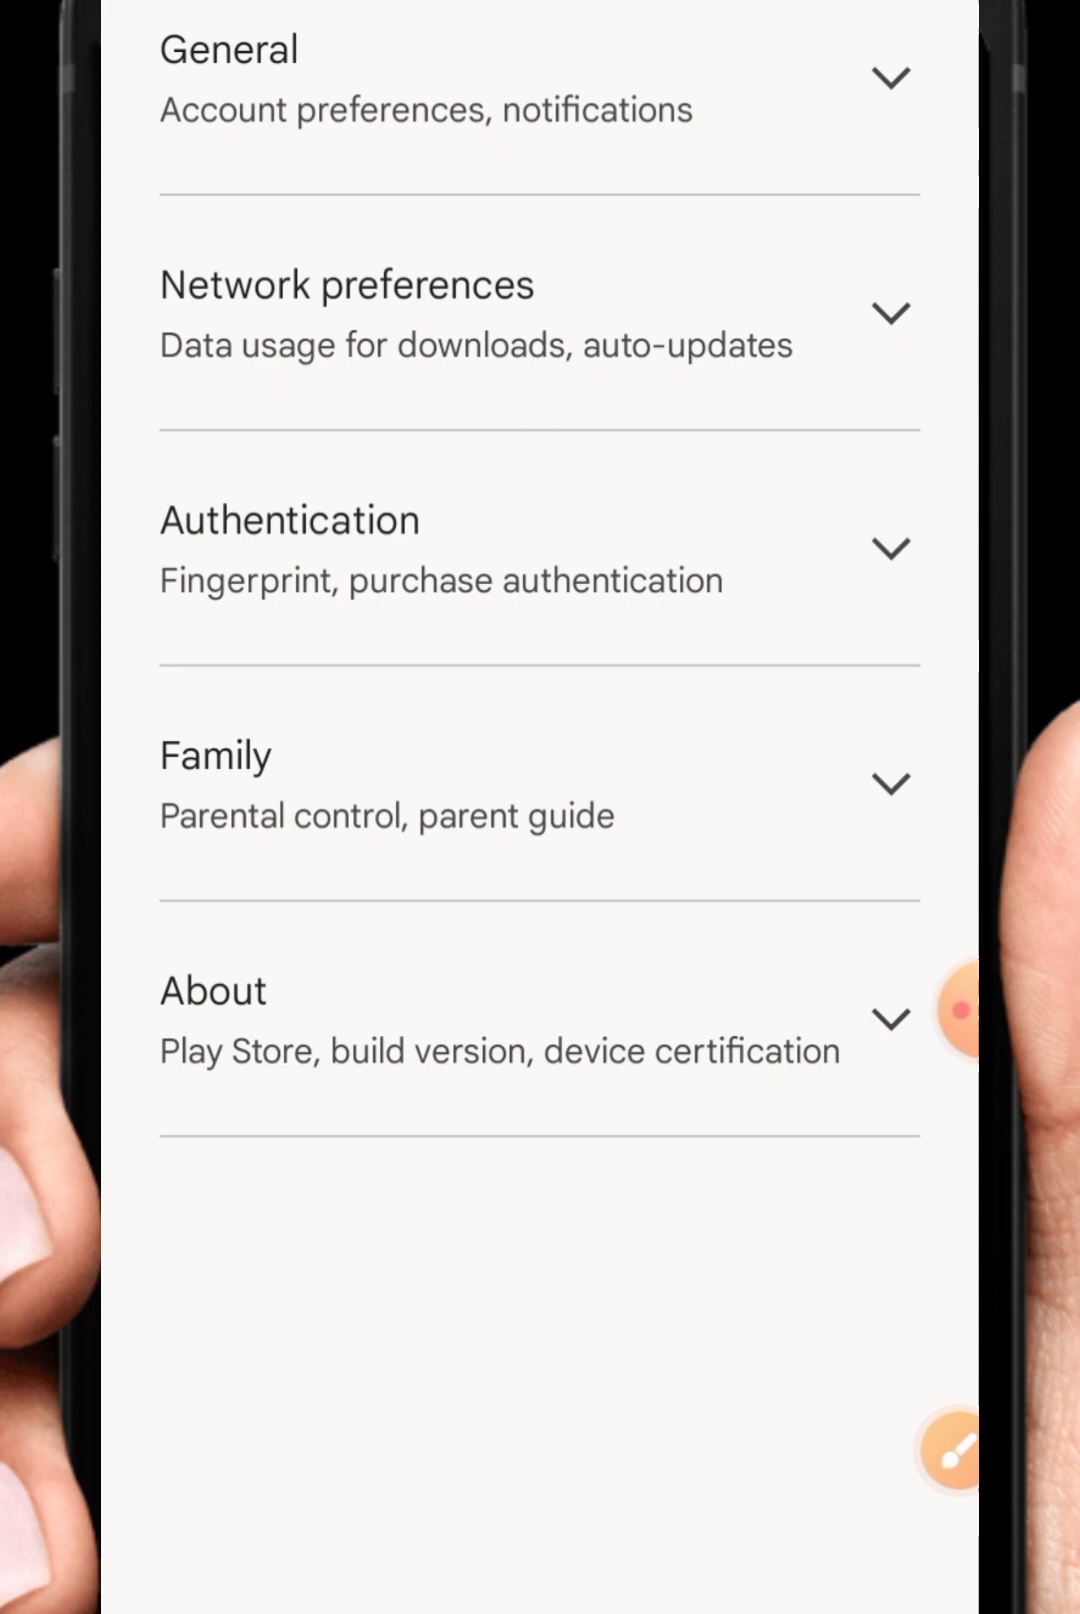 General
Account preferences, notifications
Network preferences
Data usage for downloads, auto-updates
Authentication
Fingerprint, purchase authentication
Family
Parental control, parent guide
About
Play Store, build version, device certification